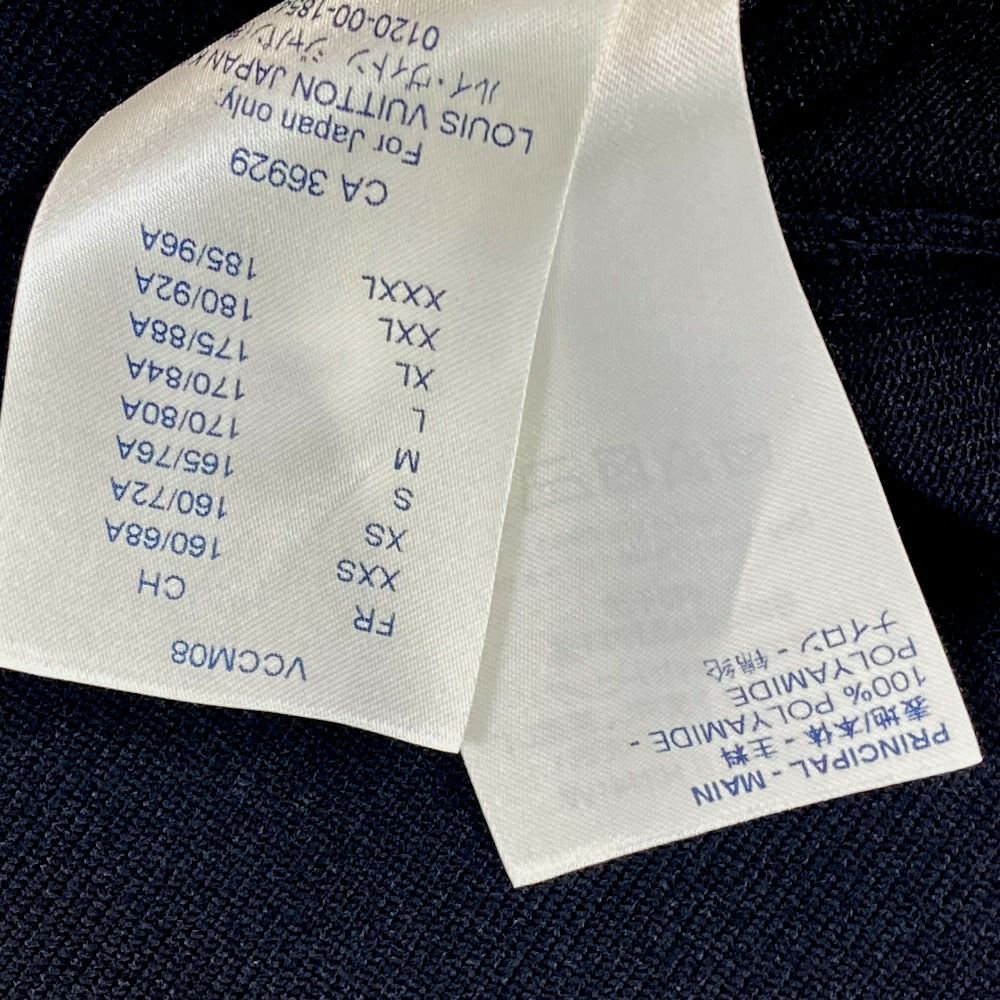 VCCM08
FR CH
XXS 160/68A
XS 160/72A
S 165/76A
M 170/80A
L 170/84A
XL 175/88A
XXL 180/92A
XXXL 185/96A
CA 36929
For Japan only.
LOUIS VUITTON JAPAN
ルイ・ヴィトン ジャパン
0120-00-185
PRINCIPAL - MAIN
表地/本体 - 主料
100% POLYAMIDE -
POLYAMIDE
ナイロン - 锦纶